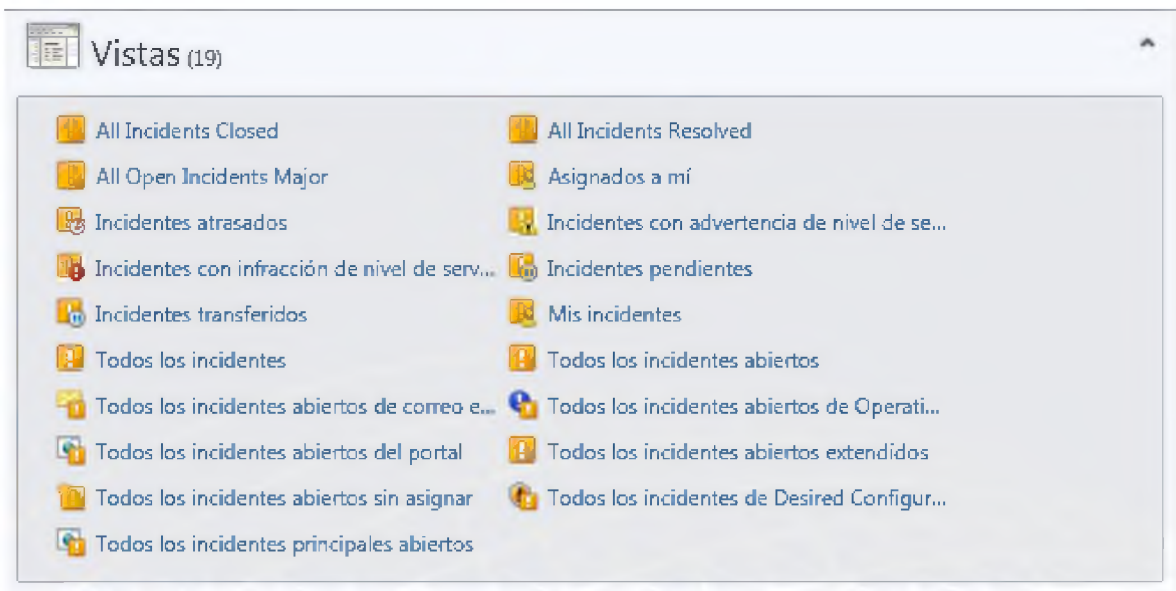 Vistas (19)
All Incidents Closed
All Incidents Resolved
All Open Incidents Major
Asignados a mí
Incidentes atrasados
Incidentes con advertencia de nivel de se...
Incidentes con infracción de nivel de serv...
Incidentes pendientes
Incidentes transferidos
Mis incidentes
Todos los incidentes
Todos los incidentes abiertos
Todos los incidentes abiertos de correo e...
Todos los incidentes abiertos de Operati...
Todos los incidentes abiertos del portal
Todos los incidentes abiertos extendidos
Todos los incidentes abiertos sin asignar
Todos los incidentes de Desired Configur...
Todos los incidentes principales abiertos